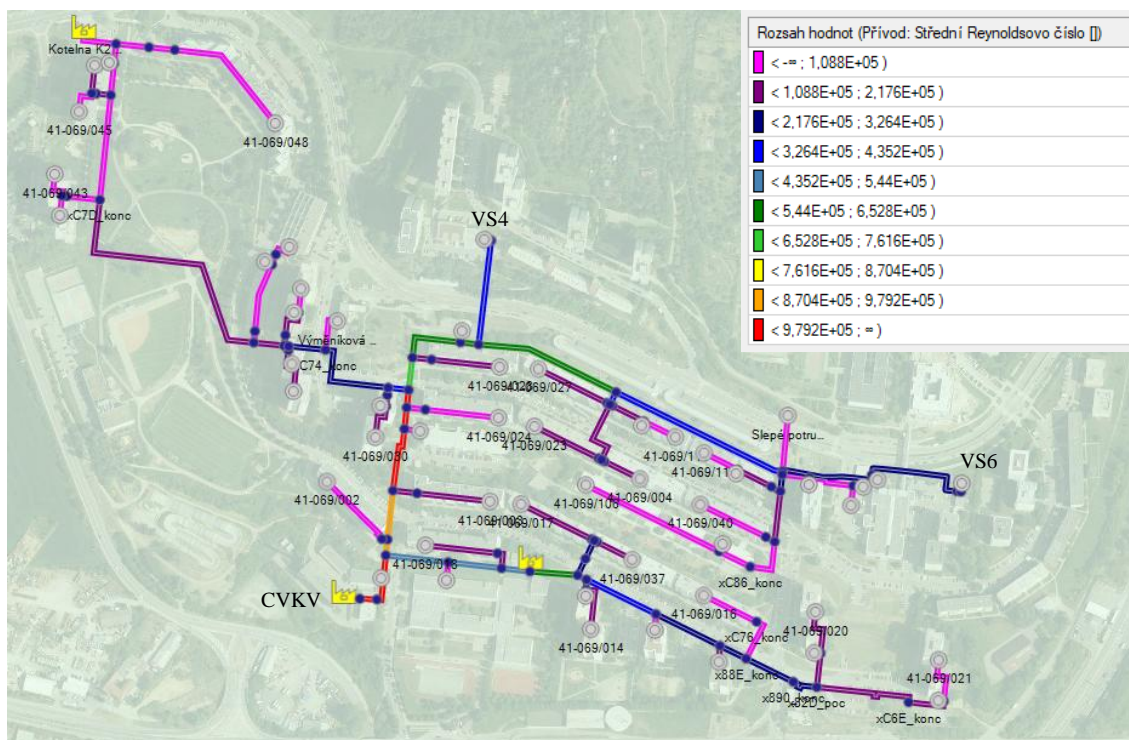 Rozsah hodnot (Přívod: Střední Reynoldsovo číslo [])
< -∞ ; 1,088E+05 )
< 1,088E+05 ; 2,176E+05 )
< 2,176E+05 ; 3,264E+05 )
< 3,264E+05 ; 4,352E+05 )
< 4,352E+05 ; 5,44E+05 )
< 5,44E+05 ; 6,528E+05 )
< 6,528E+05 ; 7,616E+05 )
< 7,616E+05 ; 8,704E+05 )
< 8,704E+05 ; 9,792E+05 )
< 9,792E+05 ; ∞ )
Kotelna K2 ...
41-069/045
41-069/048
41-069/043
xC7D_konc
VS4
Výměníková ...
C74_konc
41-069/027
41-069/030
41-069/024
41-069/023
Slepé potru...
VS6
41-069/002
41-069/004
41-069/040
41-069/017
41-069/037
xC86_konc
CVKV
41-069/016
41-069/014
xC76_konc
41-069/020
x88E_konc
x890_konc
x82D_poc
41-069/021
xC6E_konc